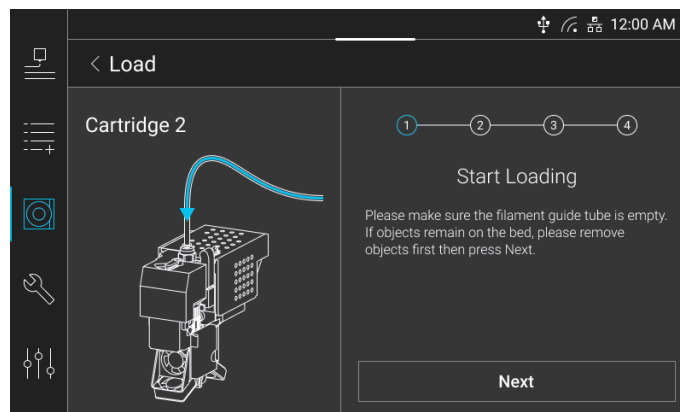 12:00 AM
Load
Cartridge 2
1
2
3
4
Start Loading
Please make sure the filament guide tube is empty.
If objects remain on the bed, please remove
objects first then press Next.
Next